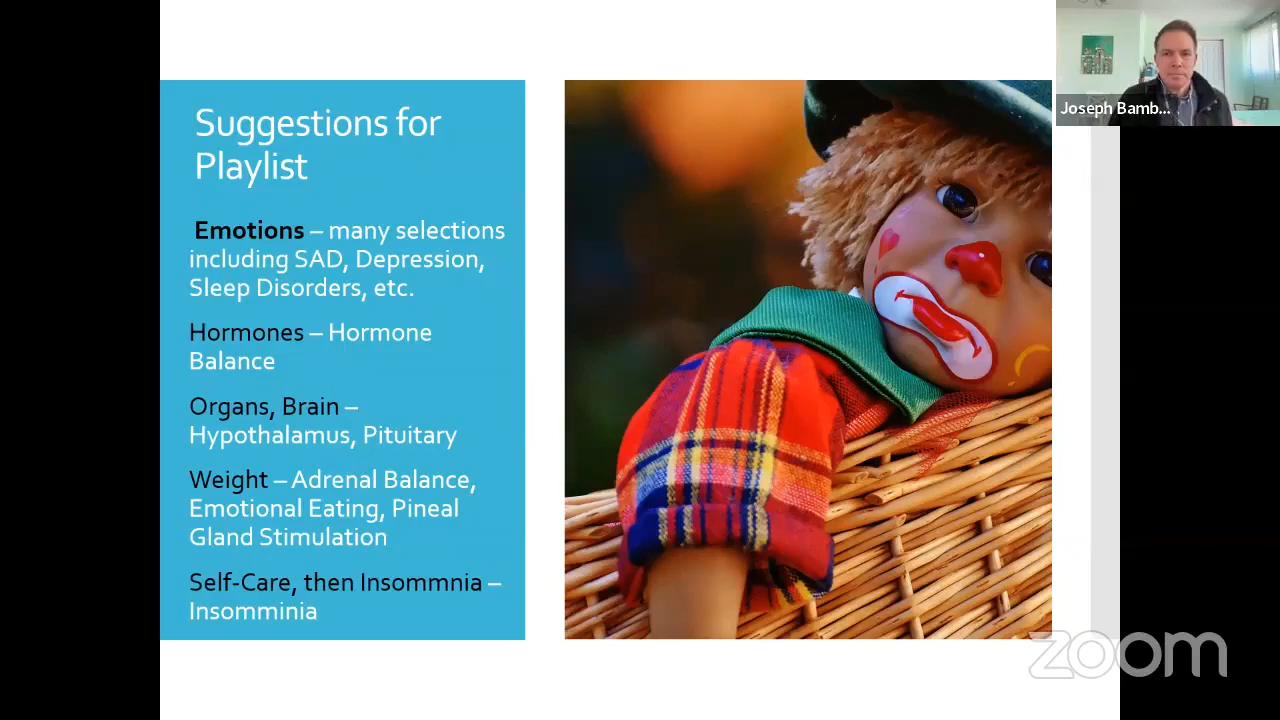 Suggestions for
Playlist
Emotions – many selections
including SAD, Depression,
Sleep Disorders, etc.
Hormones – Hormone
Balance
Organs, Brain –
Hypothalamus, Pituitary
Weight – Adrenal Balance,
Emotional Eating, Pineal
Gland Stimulation
Self-Care, then Insommnia –
Insomminia
Joseph Bamb...
zoom